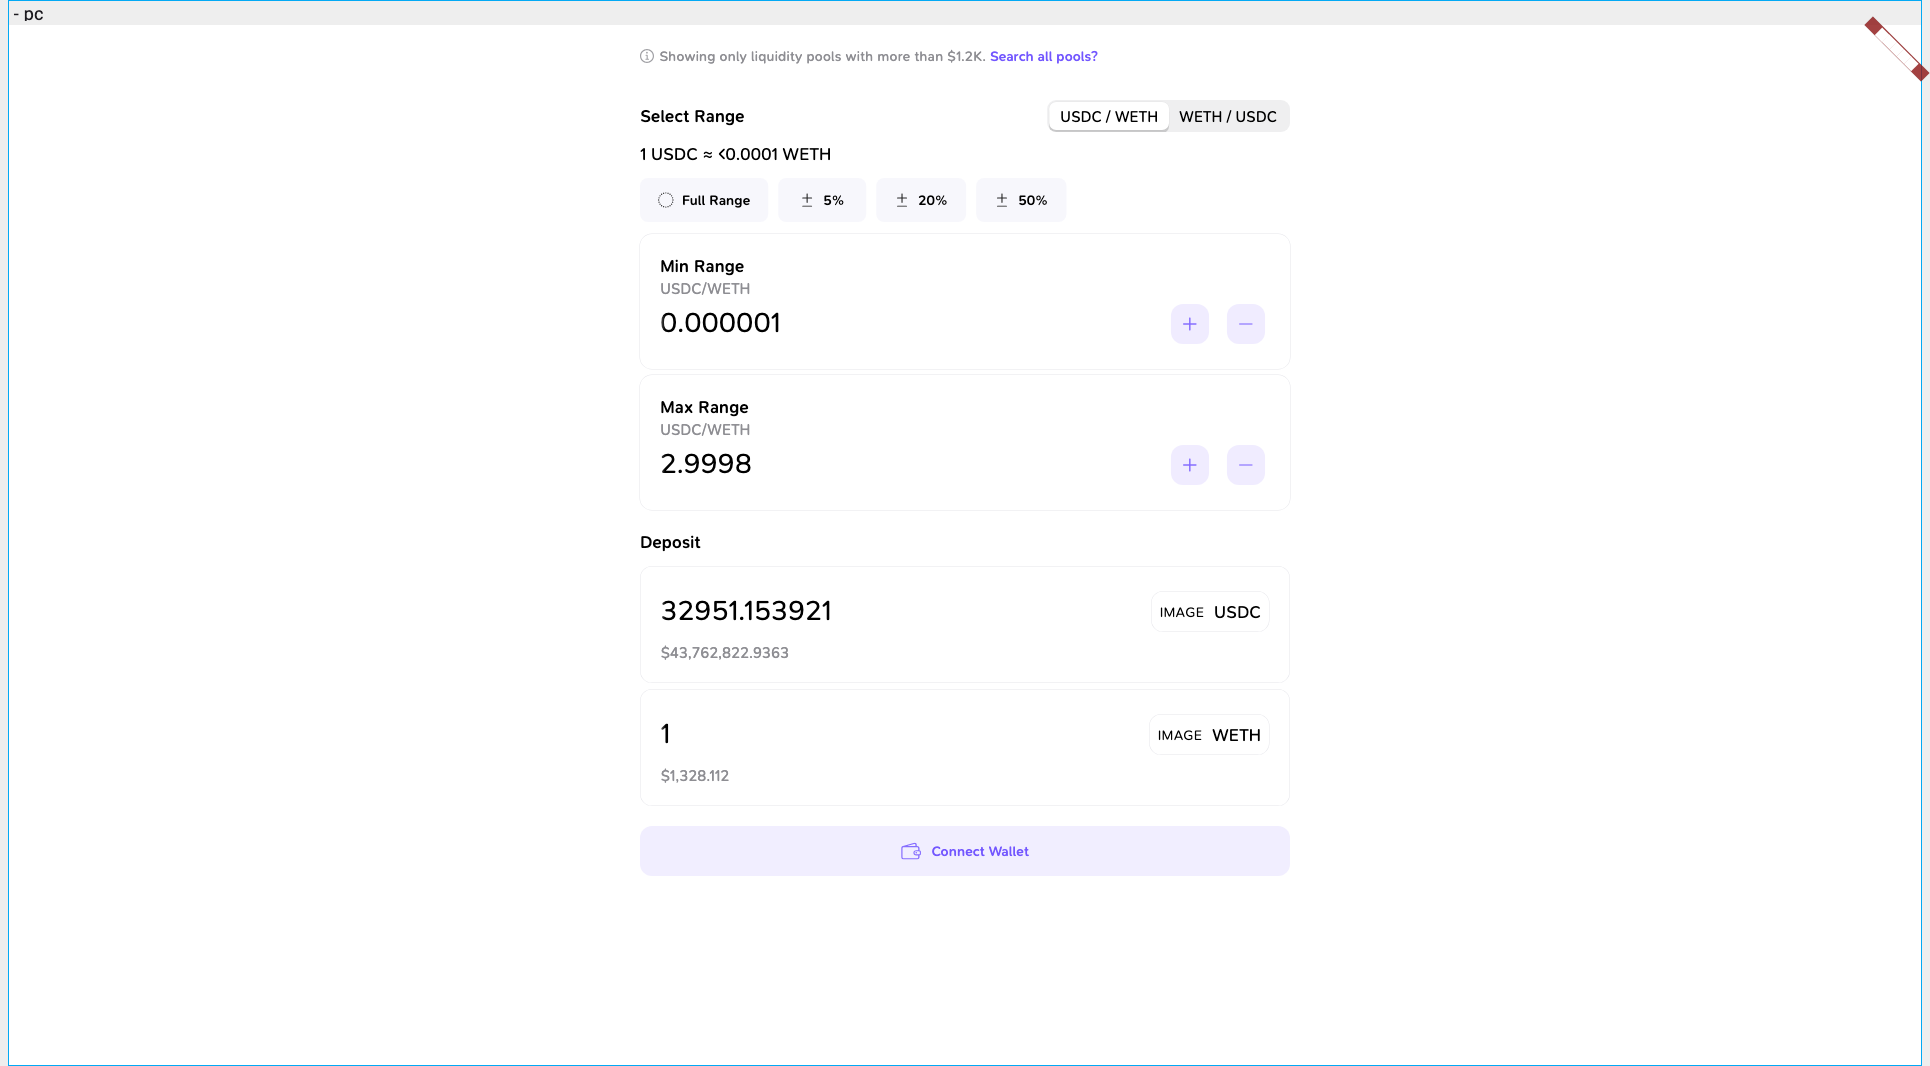 - pc
Showing only liquidity pools with more than $1.2K. Search all pools?
Select Range
USDC / WETH WETH / USDC
1 USDC ≈ <0.0001 WETH
Full Range ± 5% ± 20% ± 50%
Min Range
USDC/WETH
0.000001
+ −
Max Range
USDC/WETH
2.9998
+ −
Deposit
32951.153921
IMAGE USDC
$43,762,822.9363
1
IMAGE WETH
$1,328.112
Connect Wallet